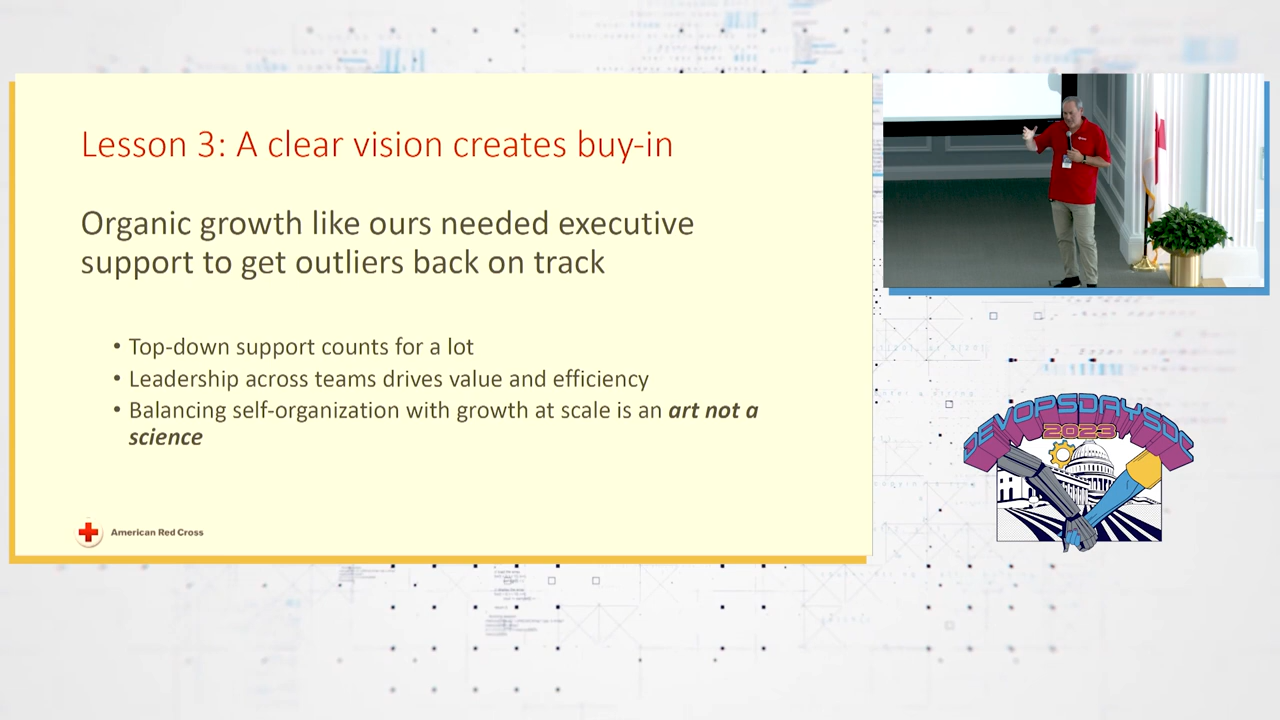 Lesson 3: A clear vision creates buy-in
Organic growth like ours needed executive
support to get outliers back on track
• Top-down support counts for a lot
• Leadership across teams drives value and efficiency
• Balancing self-organization with growth at scale is an art not a
science
American Red Cross
DEVOPSDAYSDC
2023